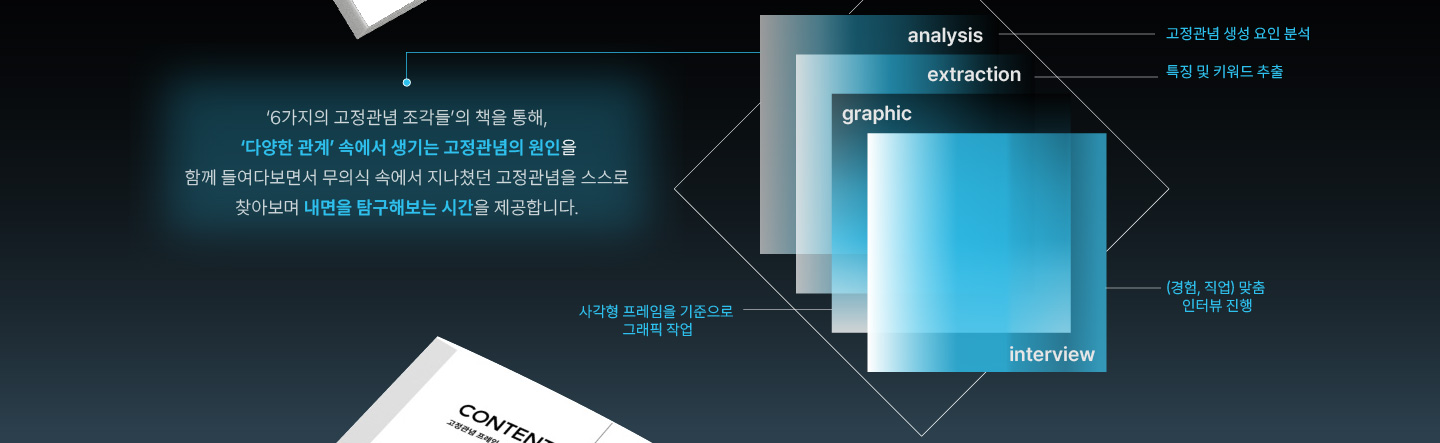 analysis
고정관념 생성 요인 분석
extraction
특징 및 키워드 추출
graphic
‘6가지의 고정관념 조각들’의 책을 통해,
‘다양한 관계’ 속에서 생기는 고정관념의 원인을
함께 들여다보면서 무의식 속에서 지나쳤던 고정관념을 스스로
찾아보며 내면을 탐구해보는 시간을 제공합니다.
(경험, 직업) 맞춤
인터뷰 진행
사각형 프레임을 기준으로
그래픽 작업
interview
고정관념